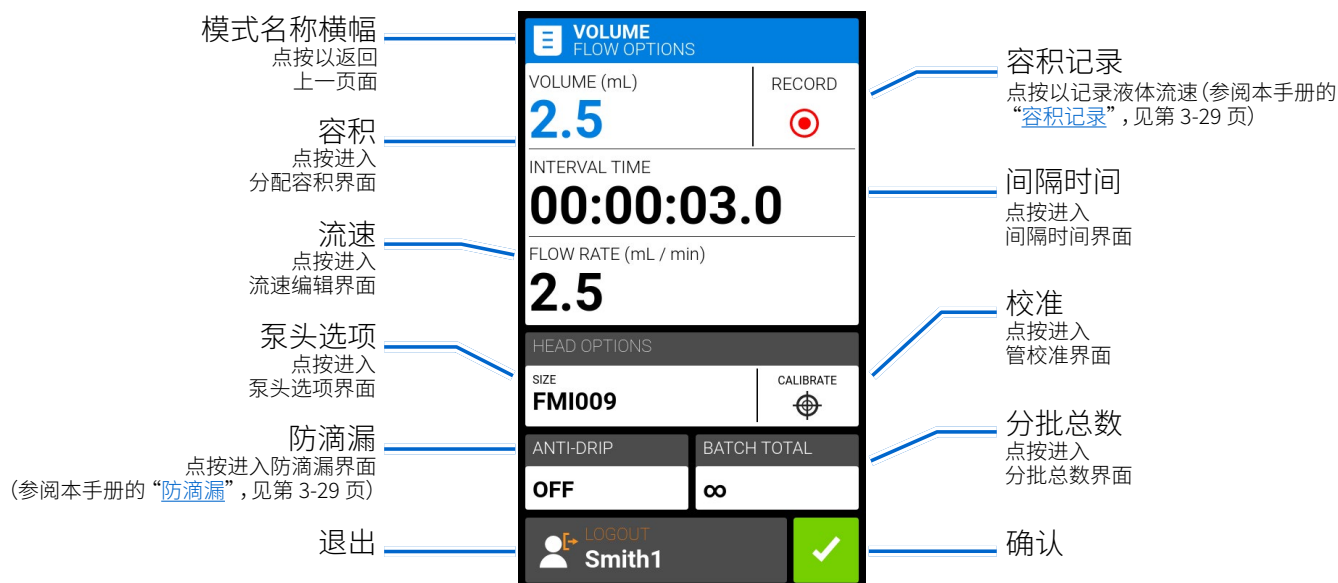 模式名称横幅
点按以返回
上一页面
容积
点按进入
分配容积界面
流速
点按进入
流速编辑界面
泵头选项
点按进入
泵头选项界面
防滴漏
点按进入防滴漏界面
(参阅本手册的“防滴漏”,见第 3-29 页)
退出
VOLUME
FLOW OPTIONS
VOLUME (mL)
2.5
RECORD
INTERVAL TIME
00:00:03.0
FLOW RATE (mL / min)
2.5
HEAD OPTIONS
SIZE
FMI009
CALIBRATE
ANTI-DRIP
OFF
BATCH TOTAL
∞
LOGOUT
Smith1
容积记录
点按以记录液体流速(参阅本手册的
“容积记录”,见第 3-29 页)
间隔时间
点按进入
间隔时间界面
校准
点按进入
管校准界面
分批总数
点按进入
分批总数界面
确认